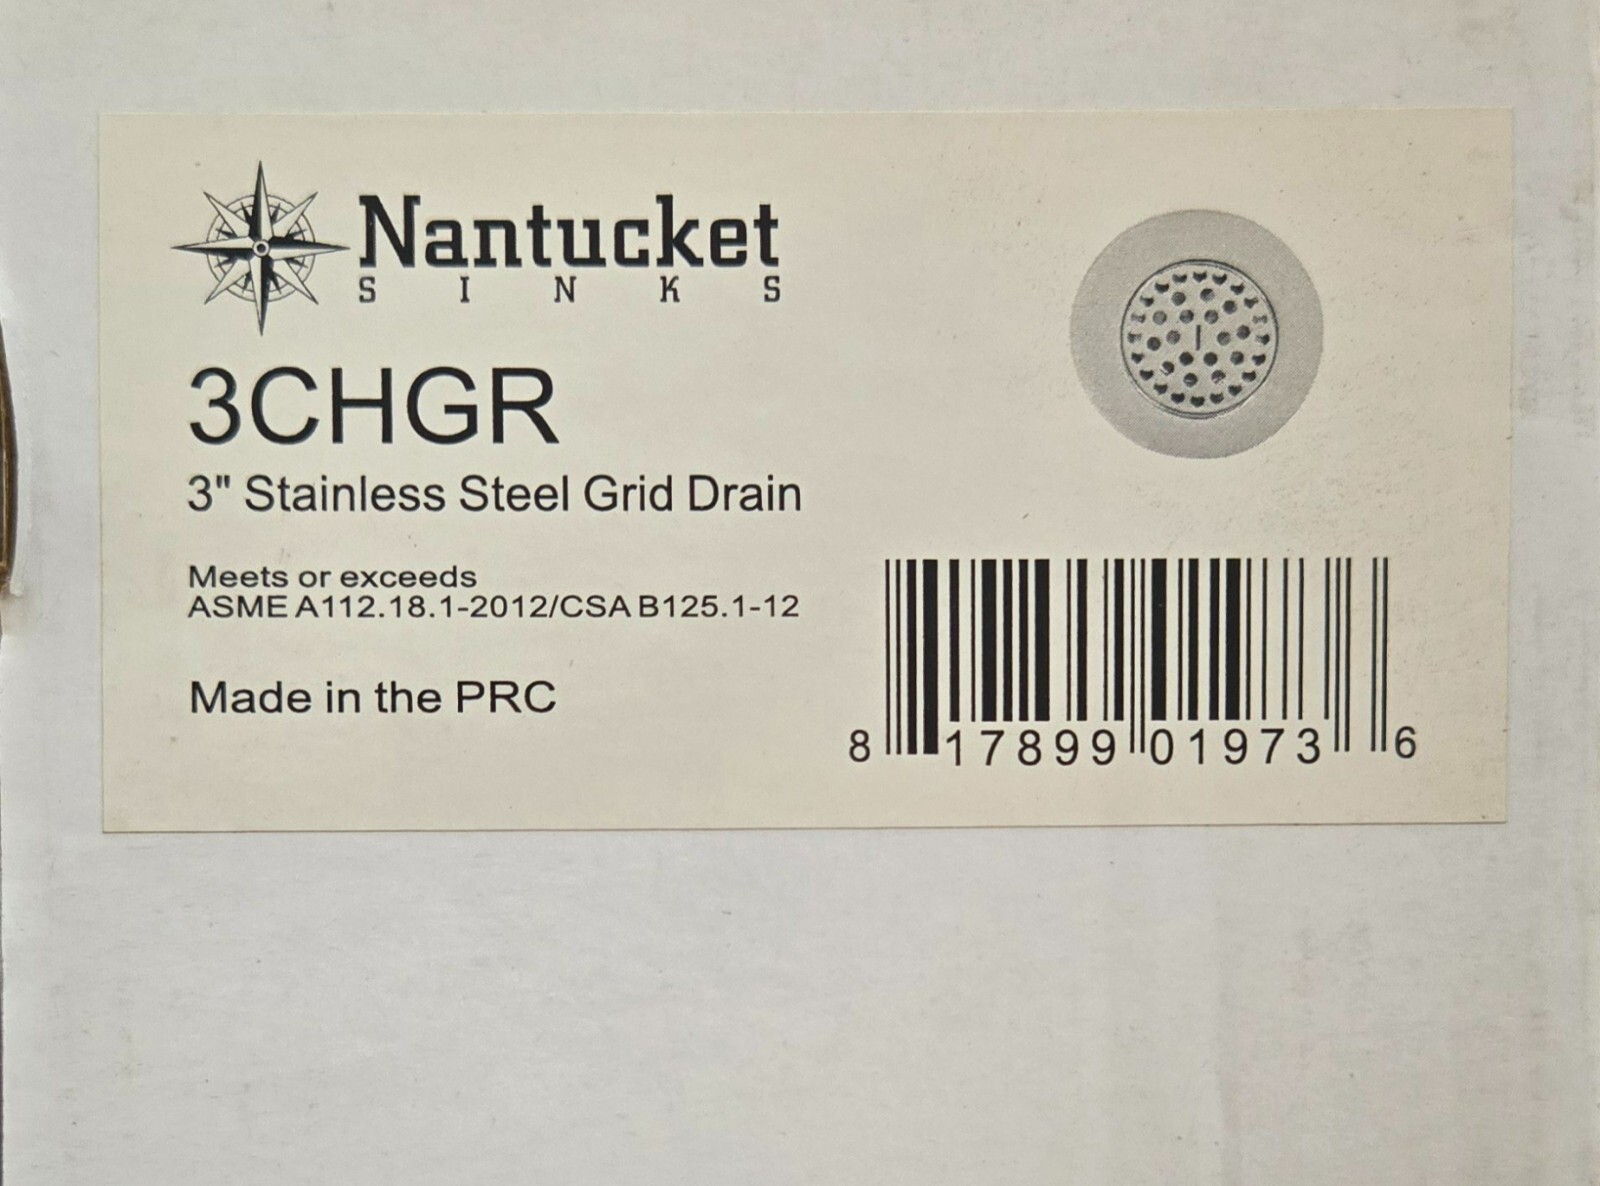 Nantucket
SINKS
3CHGR
3" Stainless Steel Grid Drain
Meets or exceeds
ASME A112.18.1-2012/CSA B125.1-12
Made in the PRC
8 17899 01973 6